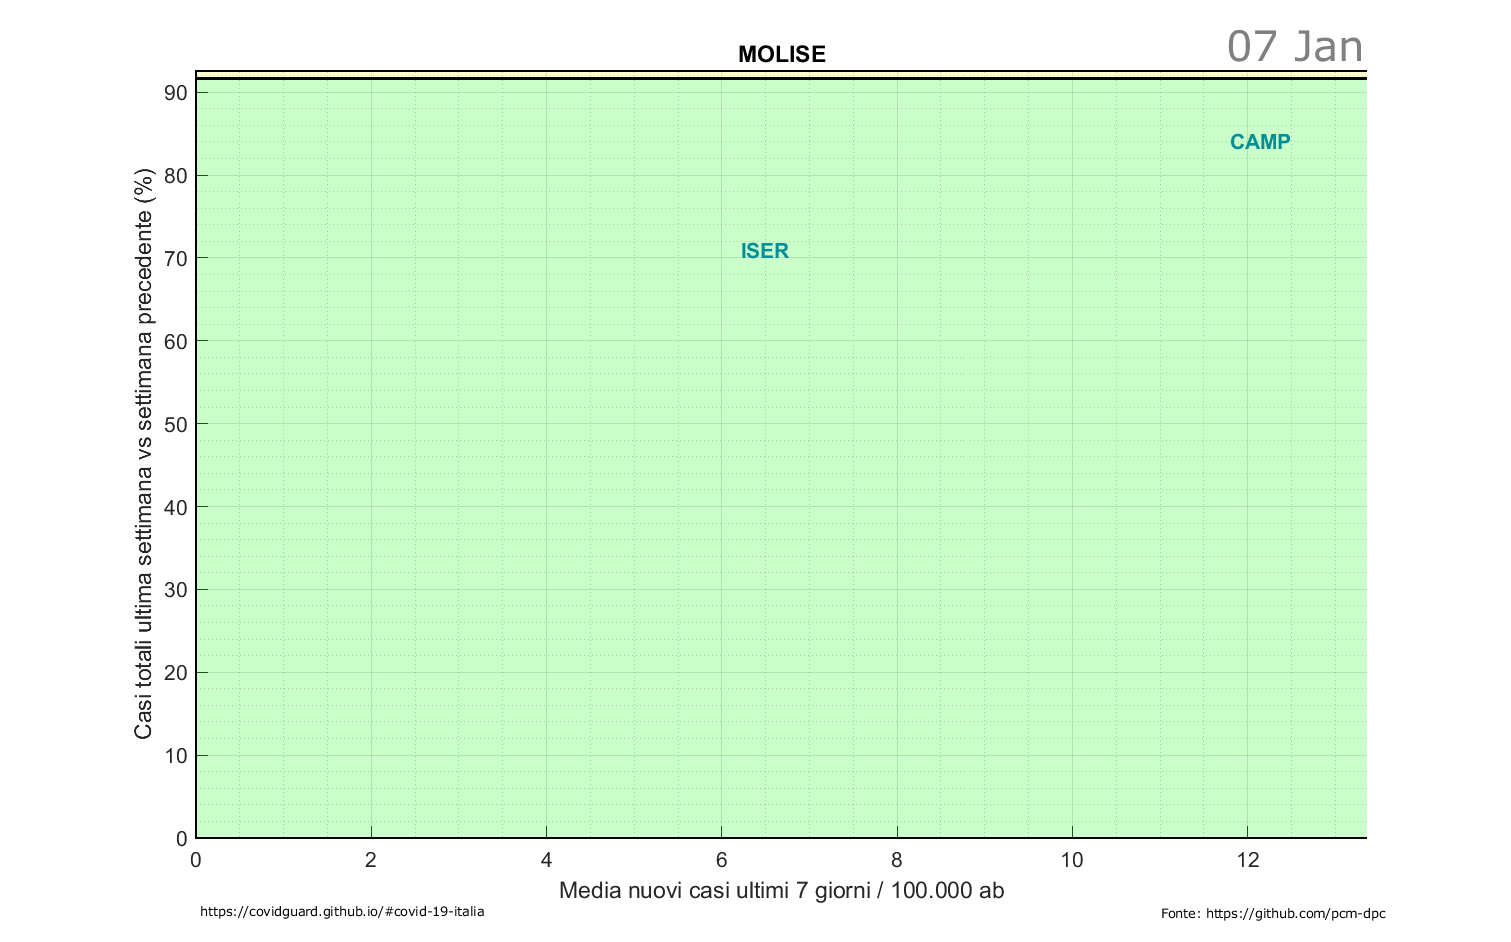 MOLISE
07 Jan
90
80
70
60
50
40
30
20
10
0
Casi totali ultima settimana vs settimana precedente (%)
CAMP
ISER
0 2 4 6 8 10 12
Media nuovi casi ultimi 7 giorni / 100.000 ab
https://covidguard.github.io/#covid-19-italia
Fonte: https://github.com/pcm-dpc